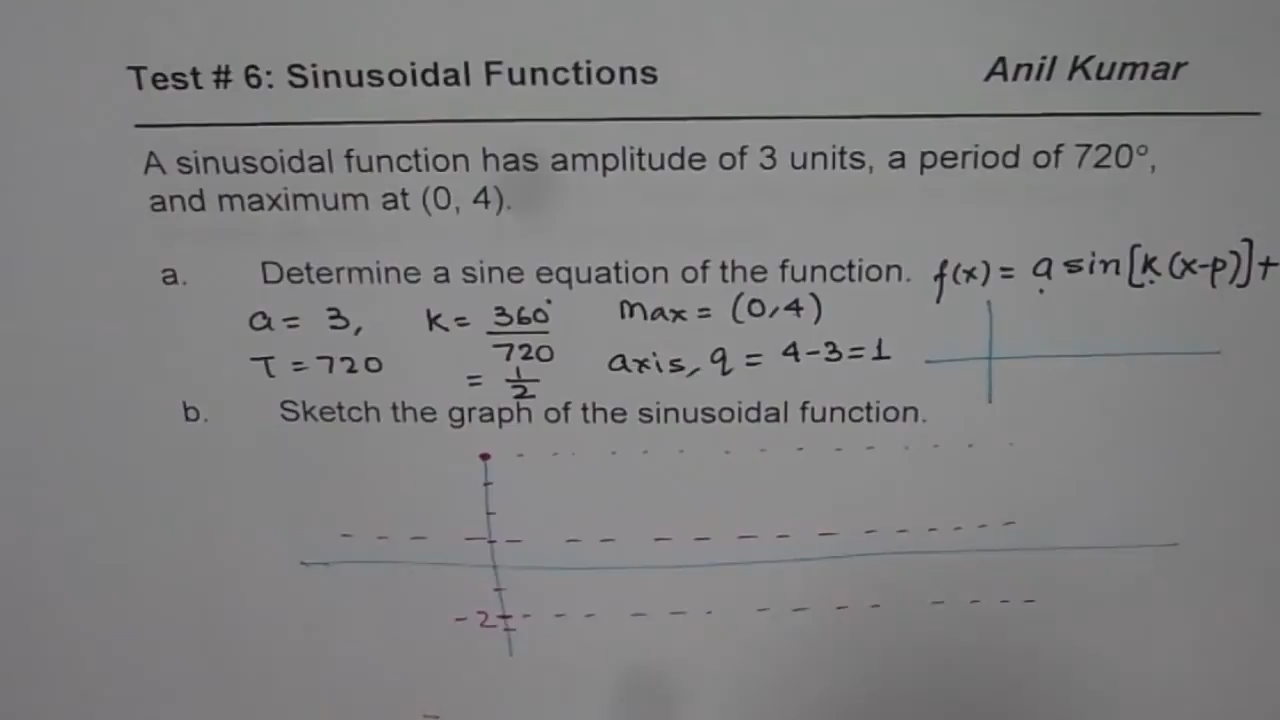 Test # 6: Sinusoidal Functions Anil Kumar
A sinusoidal function has amplitude of 3 units, a period of 720°,
and maximum at (0, 4).
a. Determine a sine equation of the function. f(x) = a sin[k(x-p)]+
a = 3, k = 360°/720 max = (0,4)
T = 720 = 1/2 axis, q = 4-3=1
b. Sketch the graph of the sinusoidal function.
-2